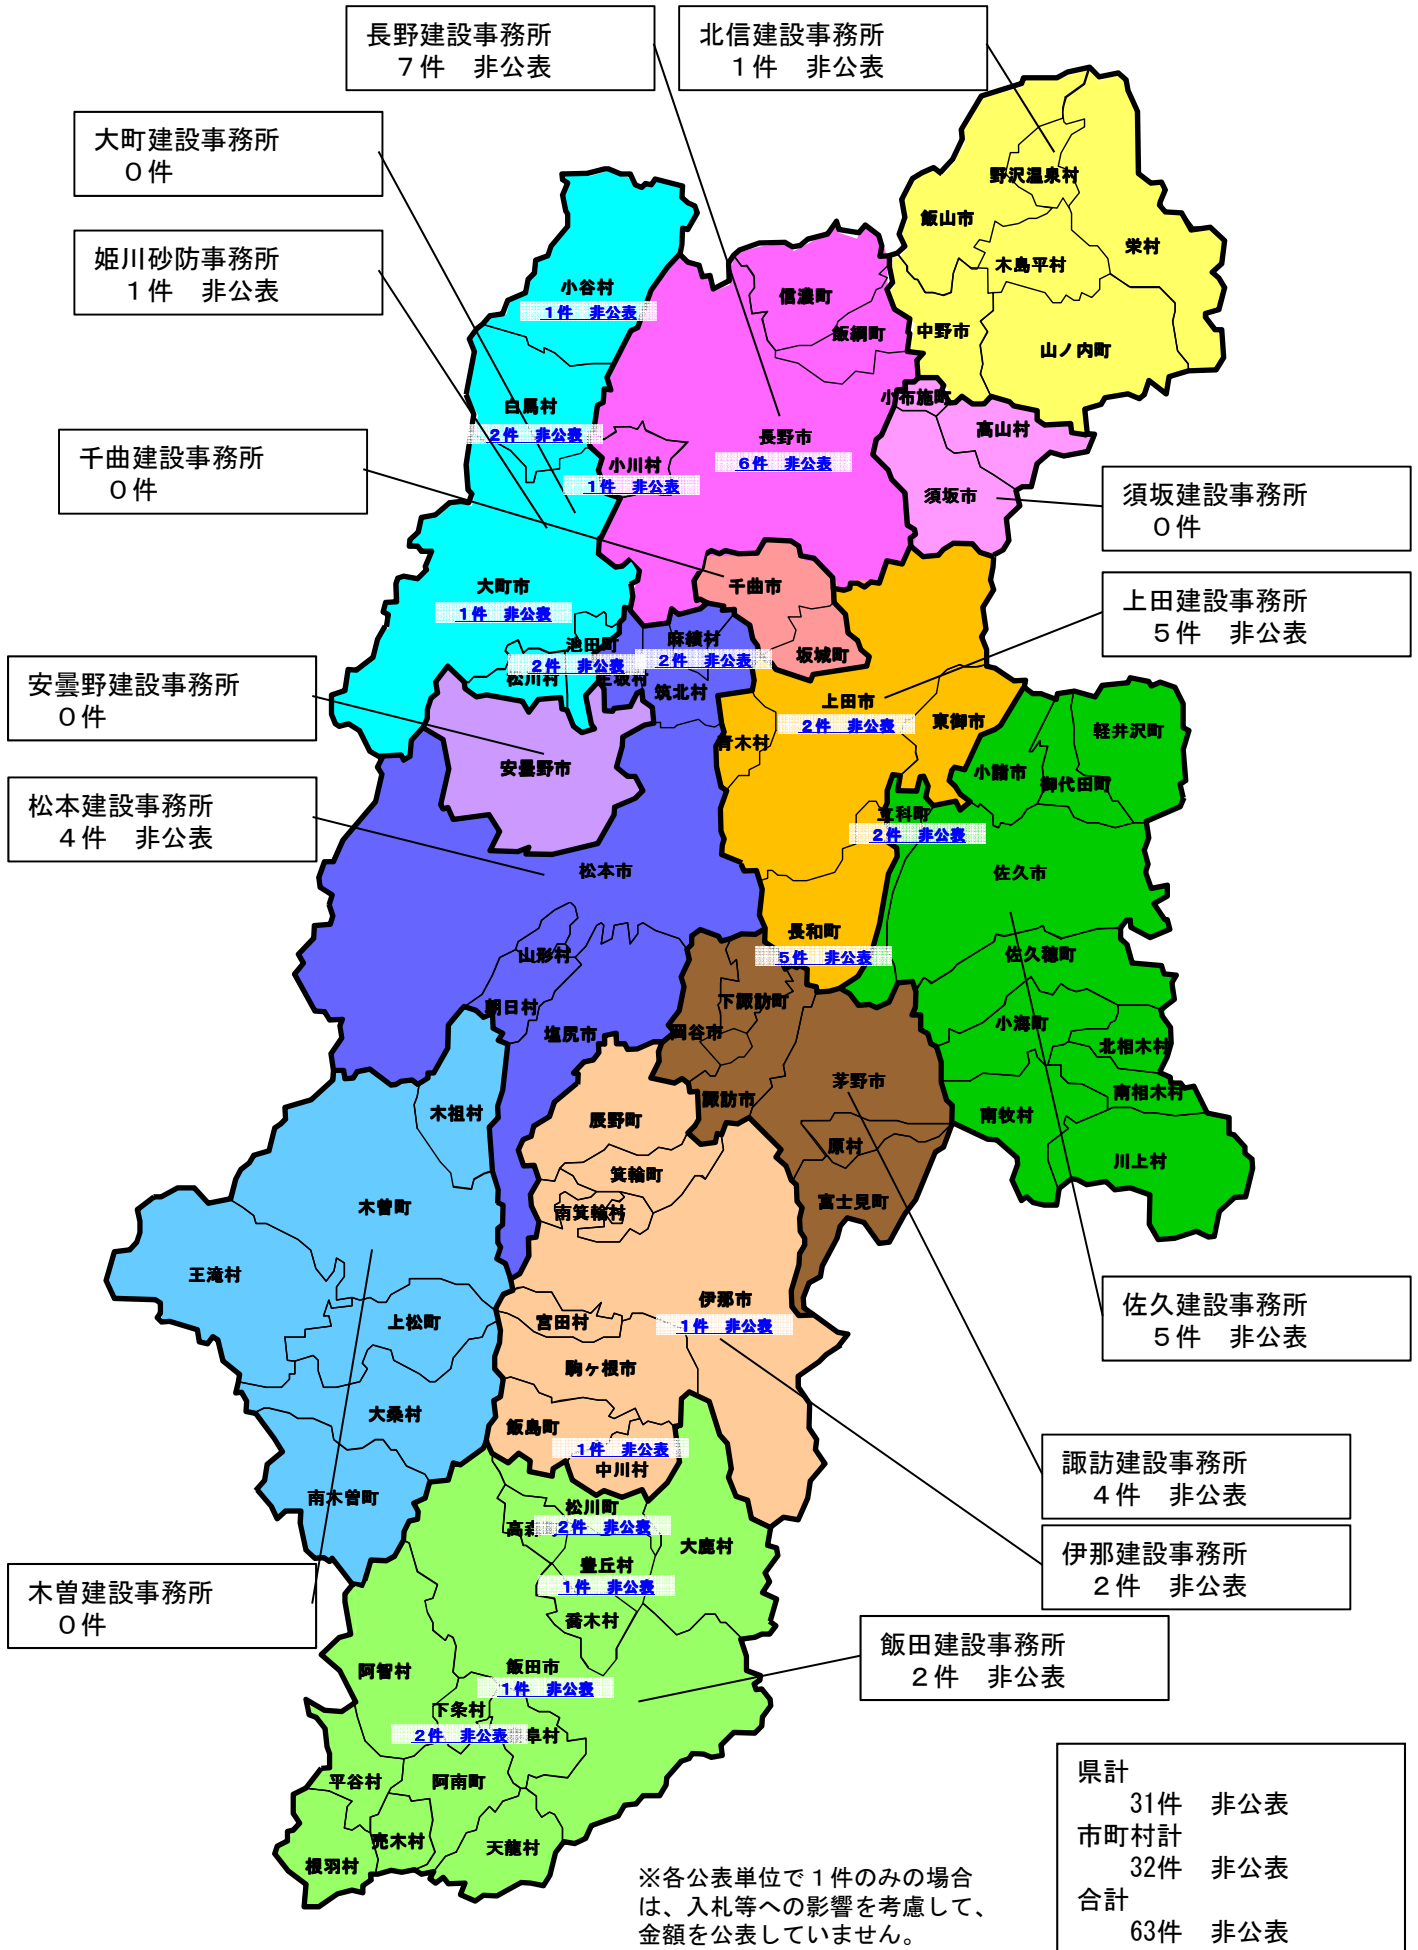 長野建設事務所
７件　非公表
北信建設事務所
１件　非公表
大町建設事務所
０件
姫川砂防事務所
１件　非公表
千曲建設事務所
０件
安曇野建設事務所
０件
松本建設事務所
４件　非公表
木曽建設事務所
０件
須坂建設事務所
０件
上田建設事務所
５件　非公表
佐久建設事務所
５件　非公表
諏訪建設事務所
４件　非公表
伊那建設事務所
２件　非公表
飯田建設事務所
２件　非公表
野沢温泉村
飯山市
栄村
木島平村
中野市
山ノ内町
小谷村
1件　非公表
信濃町
飯綱町
白馬村
2件　非公表
小布施町
高山村
長野市
6件　非公表
小川村
1件　非公表
須坂市
大町市
1件　非公表
千曲市
坂城町
池田町
2件　非公表
松川村
生坂村
麻績村
2件　非公表
筑北村
上田市
2件　非公表
東御市
青木村
軽井沢町
小諸市
御代田町
安曇野市
立科町
2件　非公表
松本市
佐久市
長和町
5件　非公表
山形村
佐久穂町
朝日村
下諏訪町
塩尻市
岡谷市
小海町
北相木村
茅野市
諏訪市
南相木村
南牧村
木祖村
辰野町
原村
川上村
箕輪町
富士見町
木曽町
南箕輪村
王滝村
伊那市
1件　非公表
上松町
宮田村
駒ヶ根市
大桑村
飯島町
1件　非公表
中川村
南木曽町
松川町
2件　非公表
高森
大鹿村
豊丘村
1件　非公表
喬木村
阿智村
飯田市
1件　非公表
下条村
2件　非公表
阜村
平谷村
阿南町
売木村
天龍村
根羽村
※各公表単位で１件のみの場合
は、入札等への影響を考慮して、
金額を公表していません。
県計
31件　非公表
市町村計
32件　非公表
合計
63件　非公表